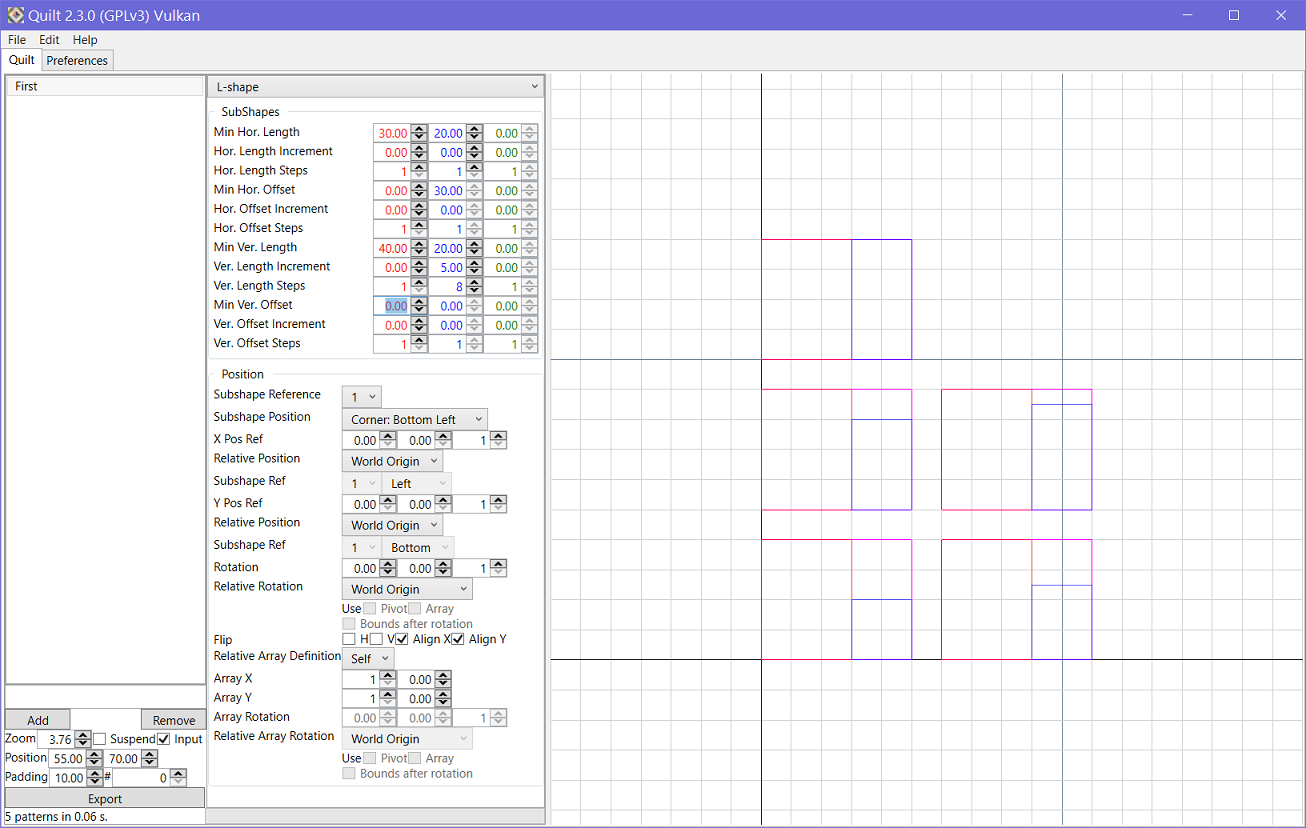 Quilt 2.3.0 (GPLv3) Vulkan
File Edit Help
Quilt Preferences
First
L-shape
SubShapes
Min Hor. Length 30.00 20.00 0.00
Hor. Length Increment 0.00 0.00 0.00
Hor. Length Steps 1 1 1
Min Hor. Offset 0.00 30.00 0.00
Hor. Offset Increment 0.00 0.00 0.00
Hor. Offset Steps 1 1 1
Min Ver. Length 40.00 20.00 0.00
Ver. Length Increment 0.00 5.00 0.00
Ver. Length Steps 1 8 1
Min Ver. Offset 0.00 0.00 0.00
Ver. Offset Increment 0.00 0.00 0.00
Ver. Offset Steps 1 1 1
Position
Subshape Reference 1
Subshape Position Corner: Bottom Left
X Pos Ref 0.00 0.00 1
Relative Position World Origin
Subshape Ref 1 Left
Y Pos Ref 0.00 0.00 1
Relative Position World Origin
Subshape Ref 1 Bottom
Rotation 0.00 0.00 1
Relative Rotation World Origin
Use Pivot Array
Bounds after rotation
Flip H V Align X Align Y
Relative Array Definition Self
Array X 1 0.00
Array Y 1 0.00
Array Rotation 0.00 0.00 1
Relative Array Rotation World Origin
Use Pivot Array
Bounds after rotation
Add Remove
Zoom 3.76 Suspend Input
Position 55.00 70.00
Padding 10.00 # 0
Export
5 patterns in 0.06 s.